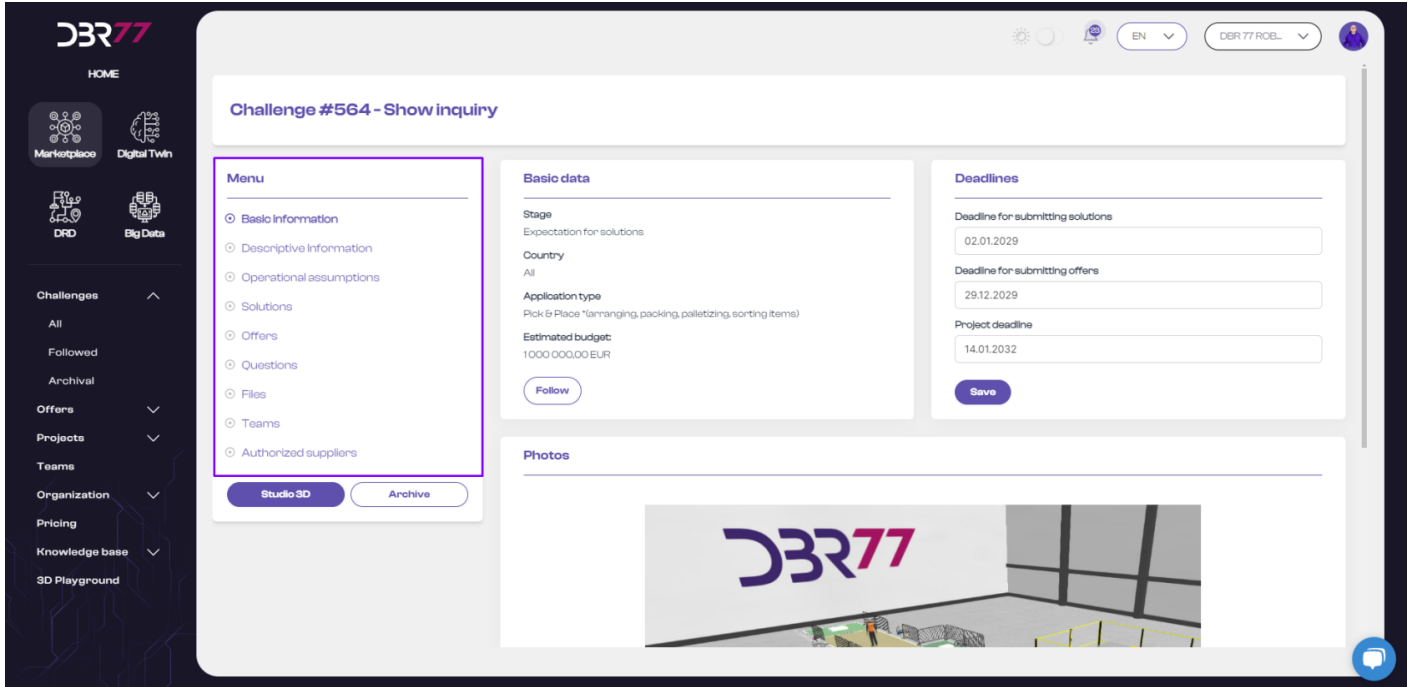 DBR77
HOME
Marketplace
Digital Twin
DRD
Big Data
Challenges
All
Followed
Archival
Offers
Projects
Teams
Organization
Pricing
Knowledge base
3D Playground
EN
DBR 77 ROB...
Challenge #564 - Show inquiry
Menu
Basic information
Descriptive information
Operational assumptions
Solutions
Offers
Questions
Files
Teams
Authorized suppliers
Studio 3D
Archive
Basic data
Stage
Expectation for solutions
Country
All
Application type
Pick & Place *(arranging, packing, palletizing, sorting items)
Estimated budget:
1 000 000,00 EUR
Follow
Deadlines
Deadline for submitting solutions
02.01.2029
Deadline for submitting offers
29.12.2029
Project deadline
14.01.2032
Save
Photos
DBR77